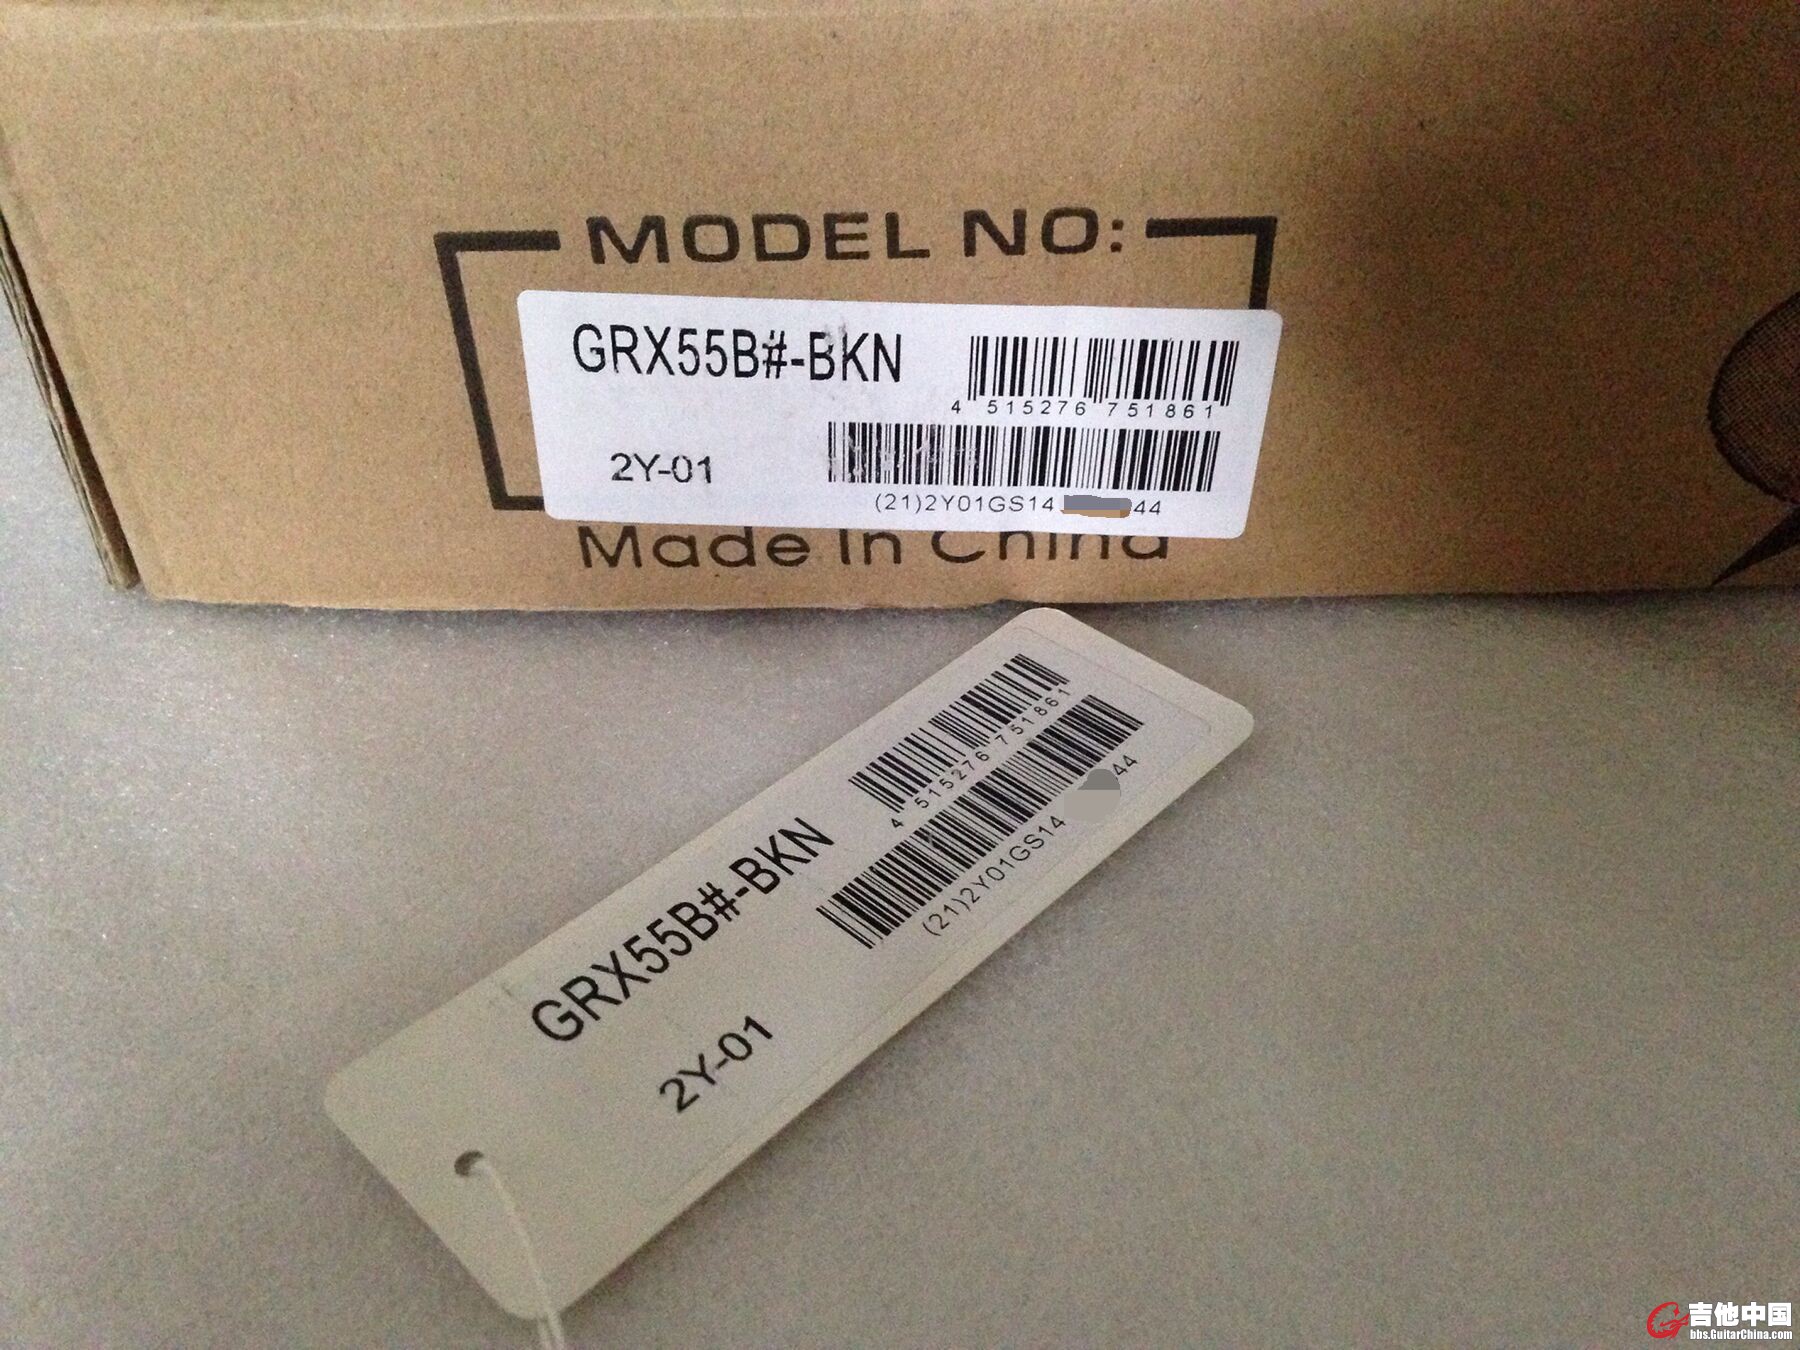 MODEL NO:
GRX55B#-BKN
4 515276 751861
2Y-01
(21)2Y01GS14 44
Made in China
4 515276 751861
(21)2Y01GS14 44
GRX55B#-BKN
2Y-01
吉他中国
bbs.GuitarChina.com